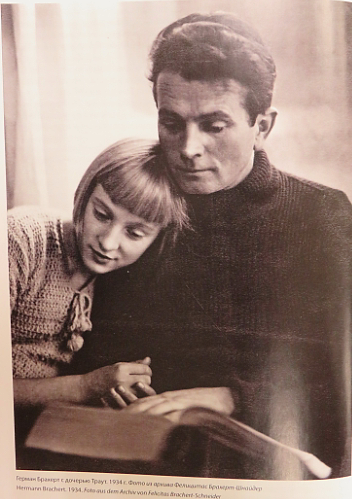 Герман Брахерт с дочерью Траут. 1934 г. Фото из архива Фелицитас Брахерт-Шнайдер
Hermann Brachert, 1934. Foto aus dem Archiv von Felicitas Brachert-Schneider